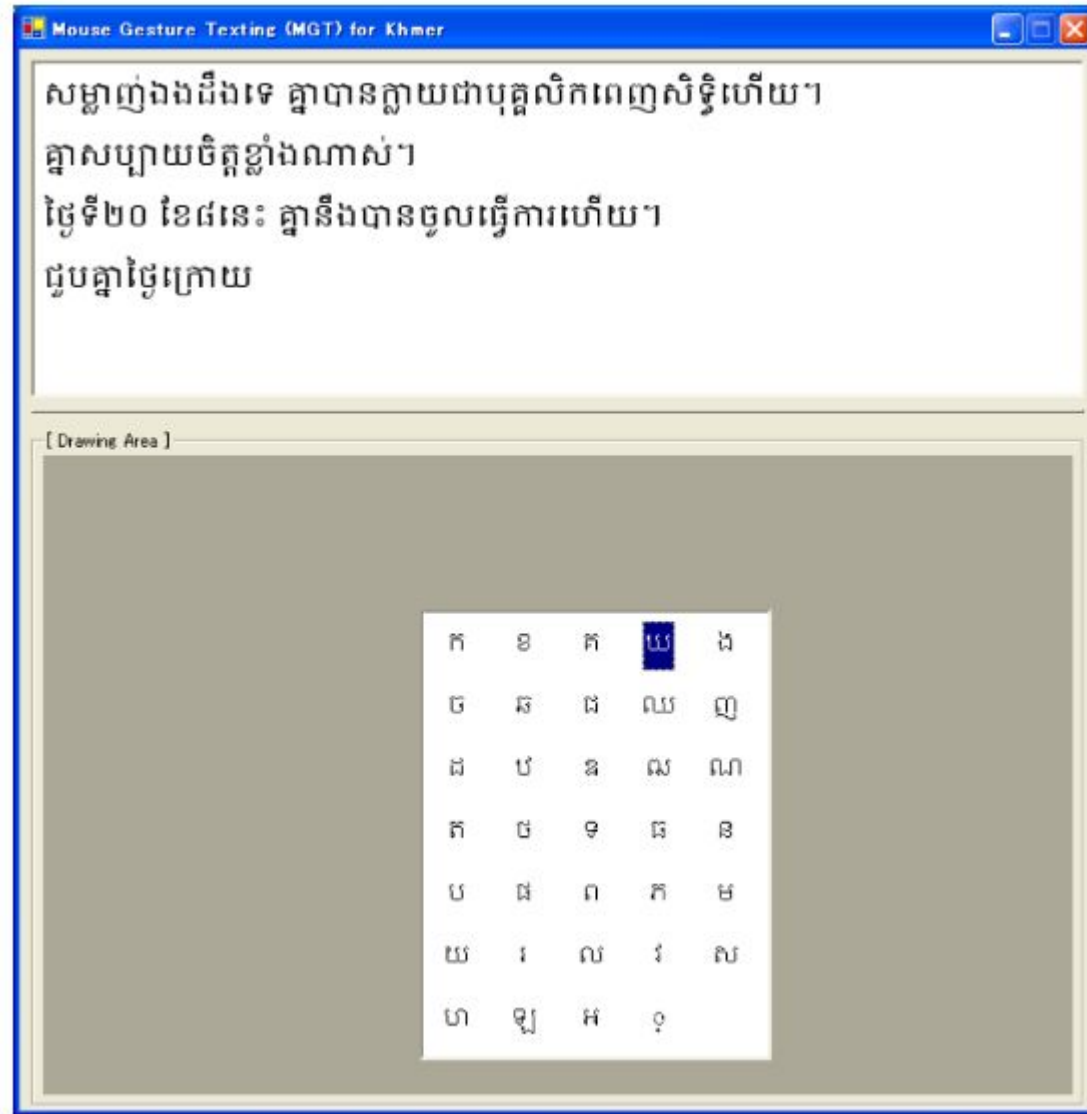 Mouse Gesture Texting (MGT) for Khmer
សម្លាញ់ឯងដឹងទេ គ្នាបានក្លាយជាបុគ្គលិកពេញសិទ្ធិហើយ។
គ្នាសប្បាយចិត្តខ្លាំងណាស់។
ថ្ងៃទី២០ ខែ៨នេះ គ្នានឹងបានចូលធ្វើការហើយ។
ជួបគ្នាថ្ងៃក្រោយ
[ Drawing Area ]
ក ខ គ ឃ ង
ច ឆ ជ ឈ ញ
ដ ឋ ឌ ឍ ណ
ត ថ ទ ធ ន
ប ផ ព ភ ម
យ រ ល វ ស
ហ ឡ អ ្